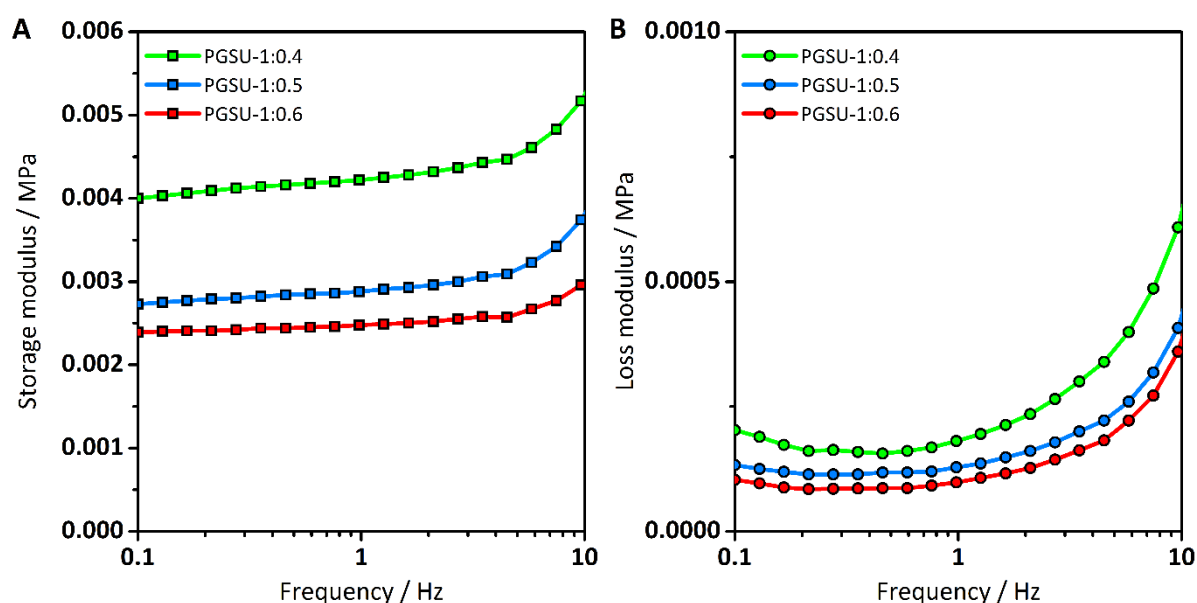 A
0.006
0.005
0.004
0.003
0.002
0.001
0.000
Storage modulus / MPa
PGSU-1:0.4
PGSU-1:0.5
PGSU-1:0.6
0.1
1
10
Frequency / Hz
B
0.0010
0.0005
0.0000
Loss modulus / MPa
PGSU-1:0.4
PGSU-1:0.5
PGSU-1:0.6
0.1
1
10
Frequency / Hz